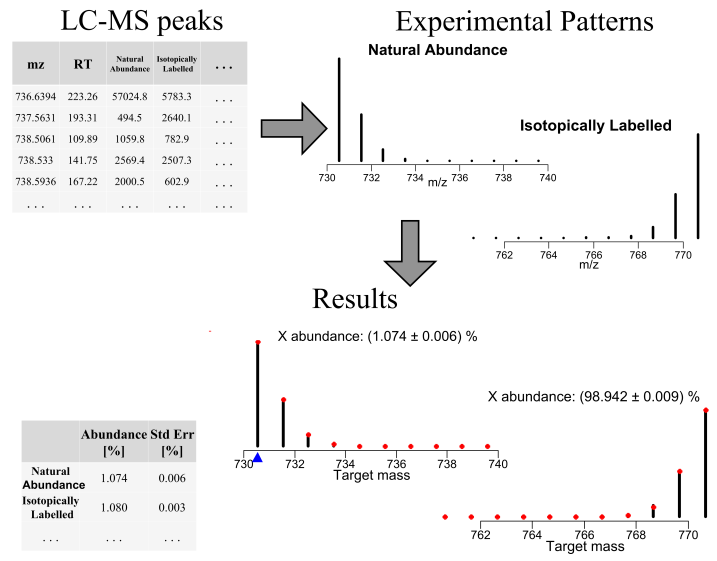 LC-MS peaks
mz RT Natural Abundance Isotopically Labelled . . .
736.6394 223.26 57024.8 5783.3 . . .
737.5631 193.31 494.5 2640.1 . . .
738.5061 109.89 1059.8 782.9 . . .
738.533 141.75 2569.4 2507.3 . . .
738.5936 167.22 2000.5 602.9 . . .
. . . . . . . . . . . . . . .
Experimental Patterns
Natural Abundance
730 732 734 736 738 740
m/z
Isotopically Labelled
762 764 766 768 770
m/z
Results
X abundance: (1.074 ± 0.006) %
730 732 734 736 738 740
Target mass
X abundance: (98.942 ± 0.009) %
762 764 766 768 770
Target mass
Abundance Std Err
[%] [%]
Natural
Abundance 1.074 0.006
Isotopically
Labelled 1.080 0.003
. . . . . . . . .